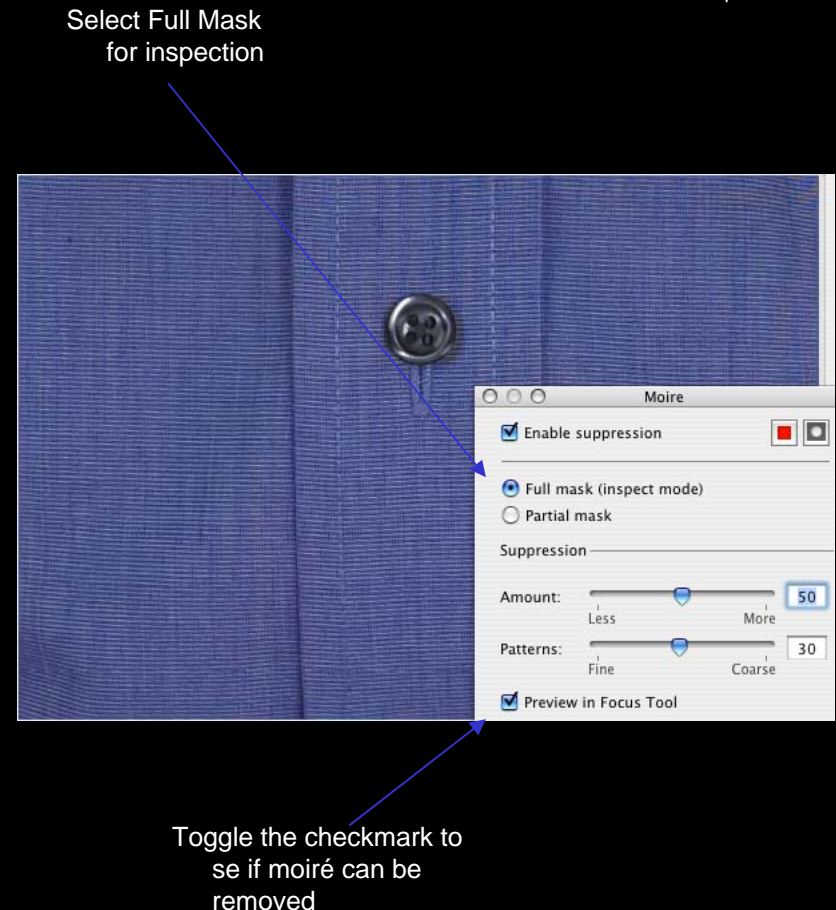 Select Full Mask
for inspection
Moire
Enable suppression
Full mask (inspect mode)
Partial mask
Suppression
Amount:
50
Less
More
Patterns:
30
Fine
Coarse
Preview in Focus Tool
Toggle the checkmark to
se if moiré can be
removed